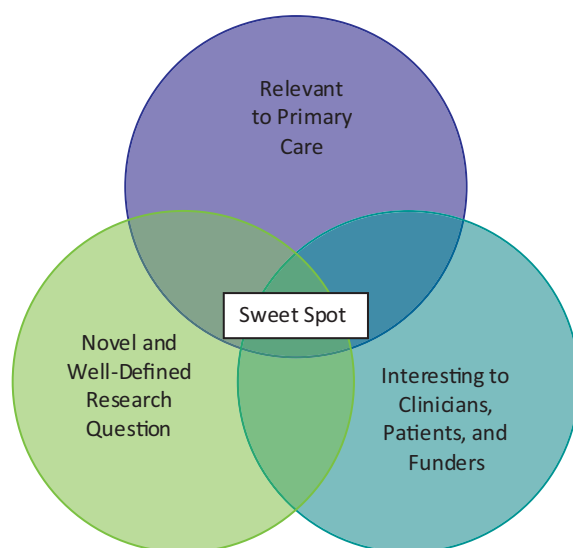 Relevant
to Primary
Care
Sweet Spot
Novel and
Well-Defined
Research
Question
Interesting to
Clinicians,
Patients, and
Funders